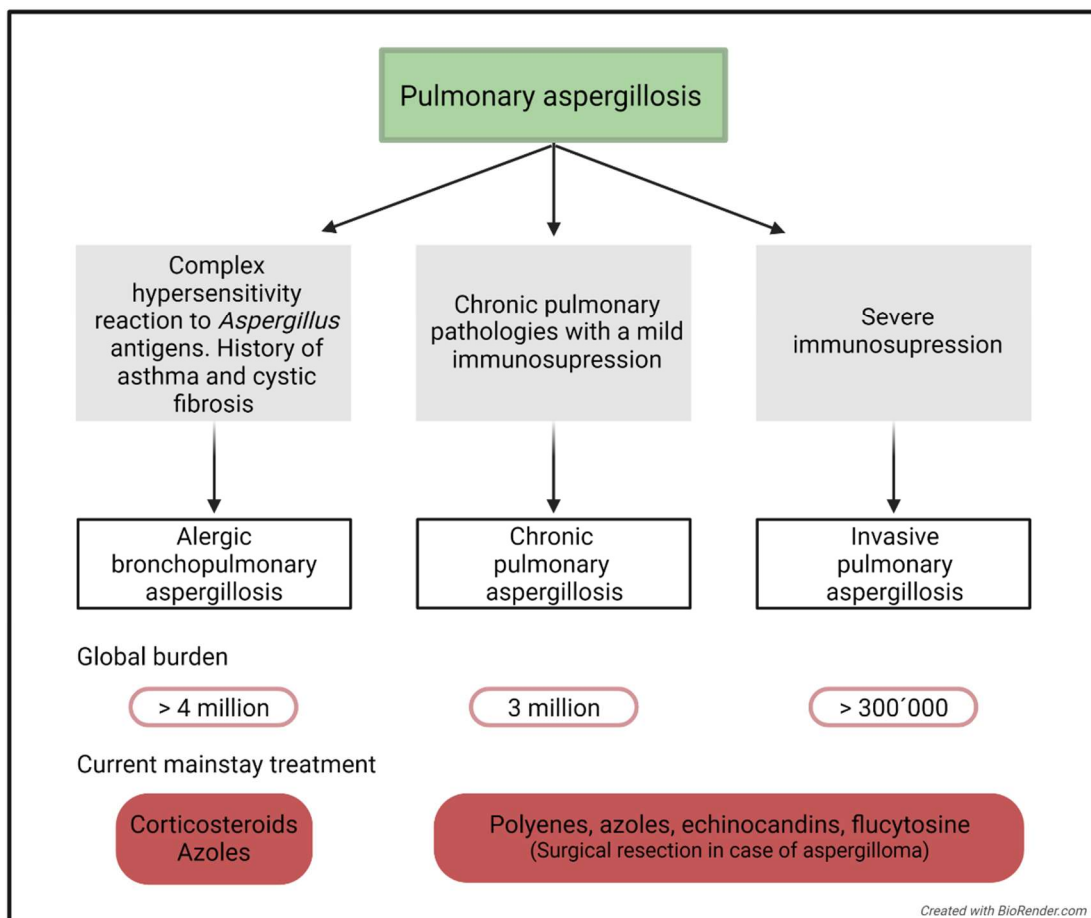 Pulmonary aspergillosis
Complex
hypersensitivity
reaction to Aspergillus
antigens. History of
asthma and cystic
fibrosis
Chronic pulmonary
pathologies with a mild
immunosupression
Severe
immunosupression
Alergic
bronchopulmonary
aspergillosis
Chronic
pulmonary
aspergillosis
Invasive
pulmonary
aspergillosis
Global burden
> 4 million
3 million
> 300´000
Current mainstay treatment
Corticosteroids
Azoles
Polyenes, azoles, echinocandins, flucytosine
(Surgical resection in case of aspergilloma)
Created with BioRender.com